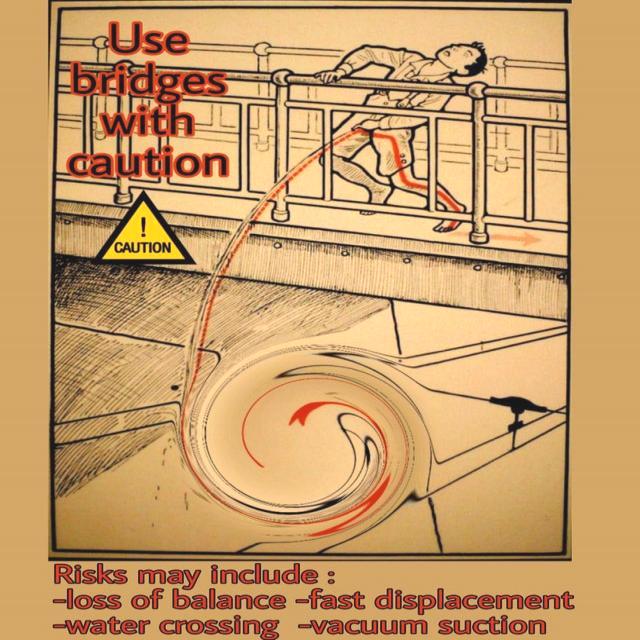 Use
bridges
with
caution
!
CAUTION
Risks may include :
-loss of balance -fast displacement
-water crossing -vacuum suction